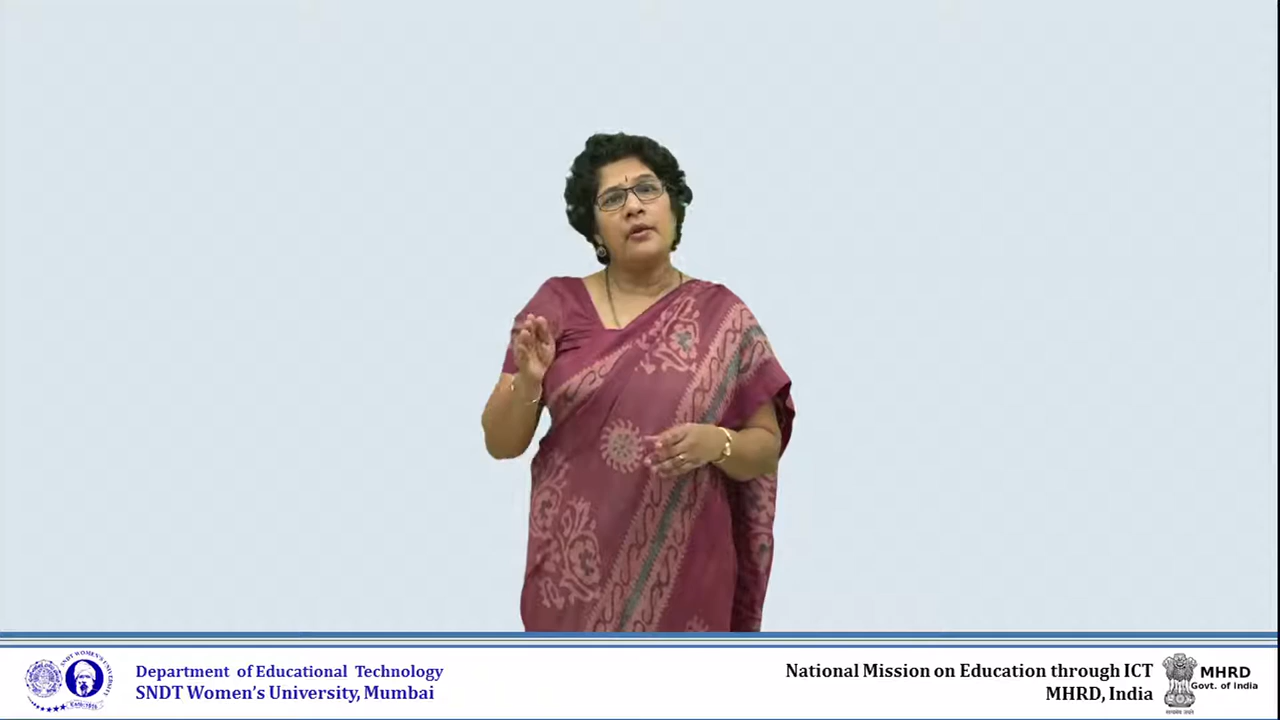 Department of Educational Technology
SNDT Women's University, Mumbai
National Mission on Education through ICT
MHRD, India
MHRD
Govt. of India